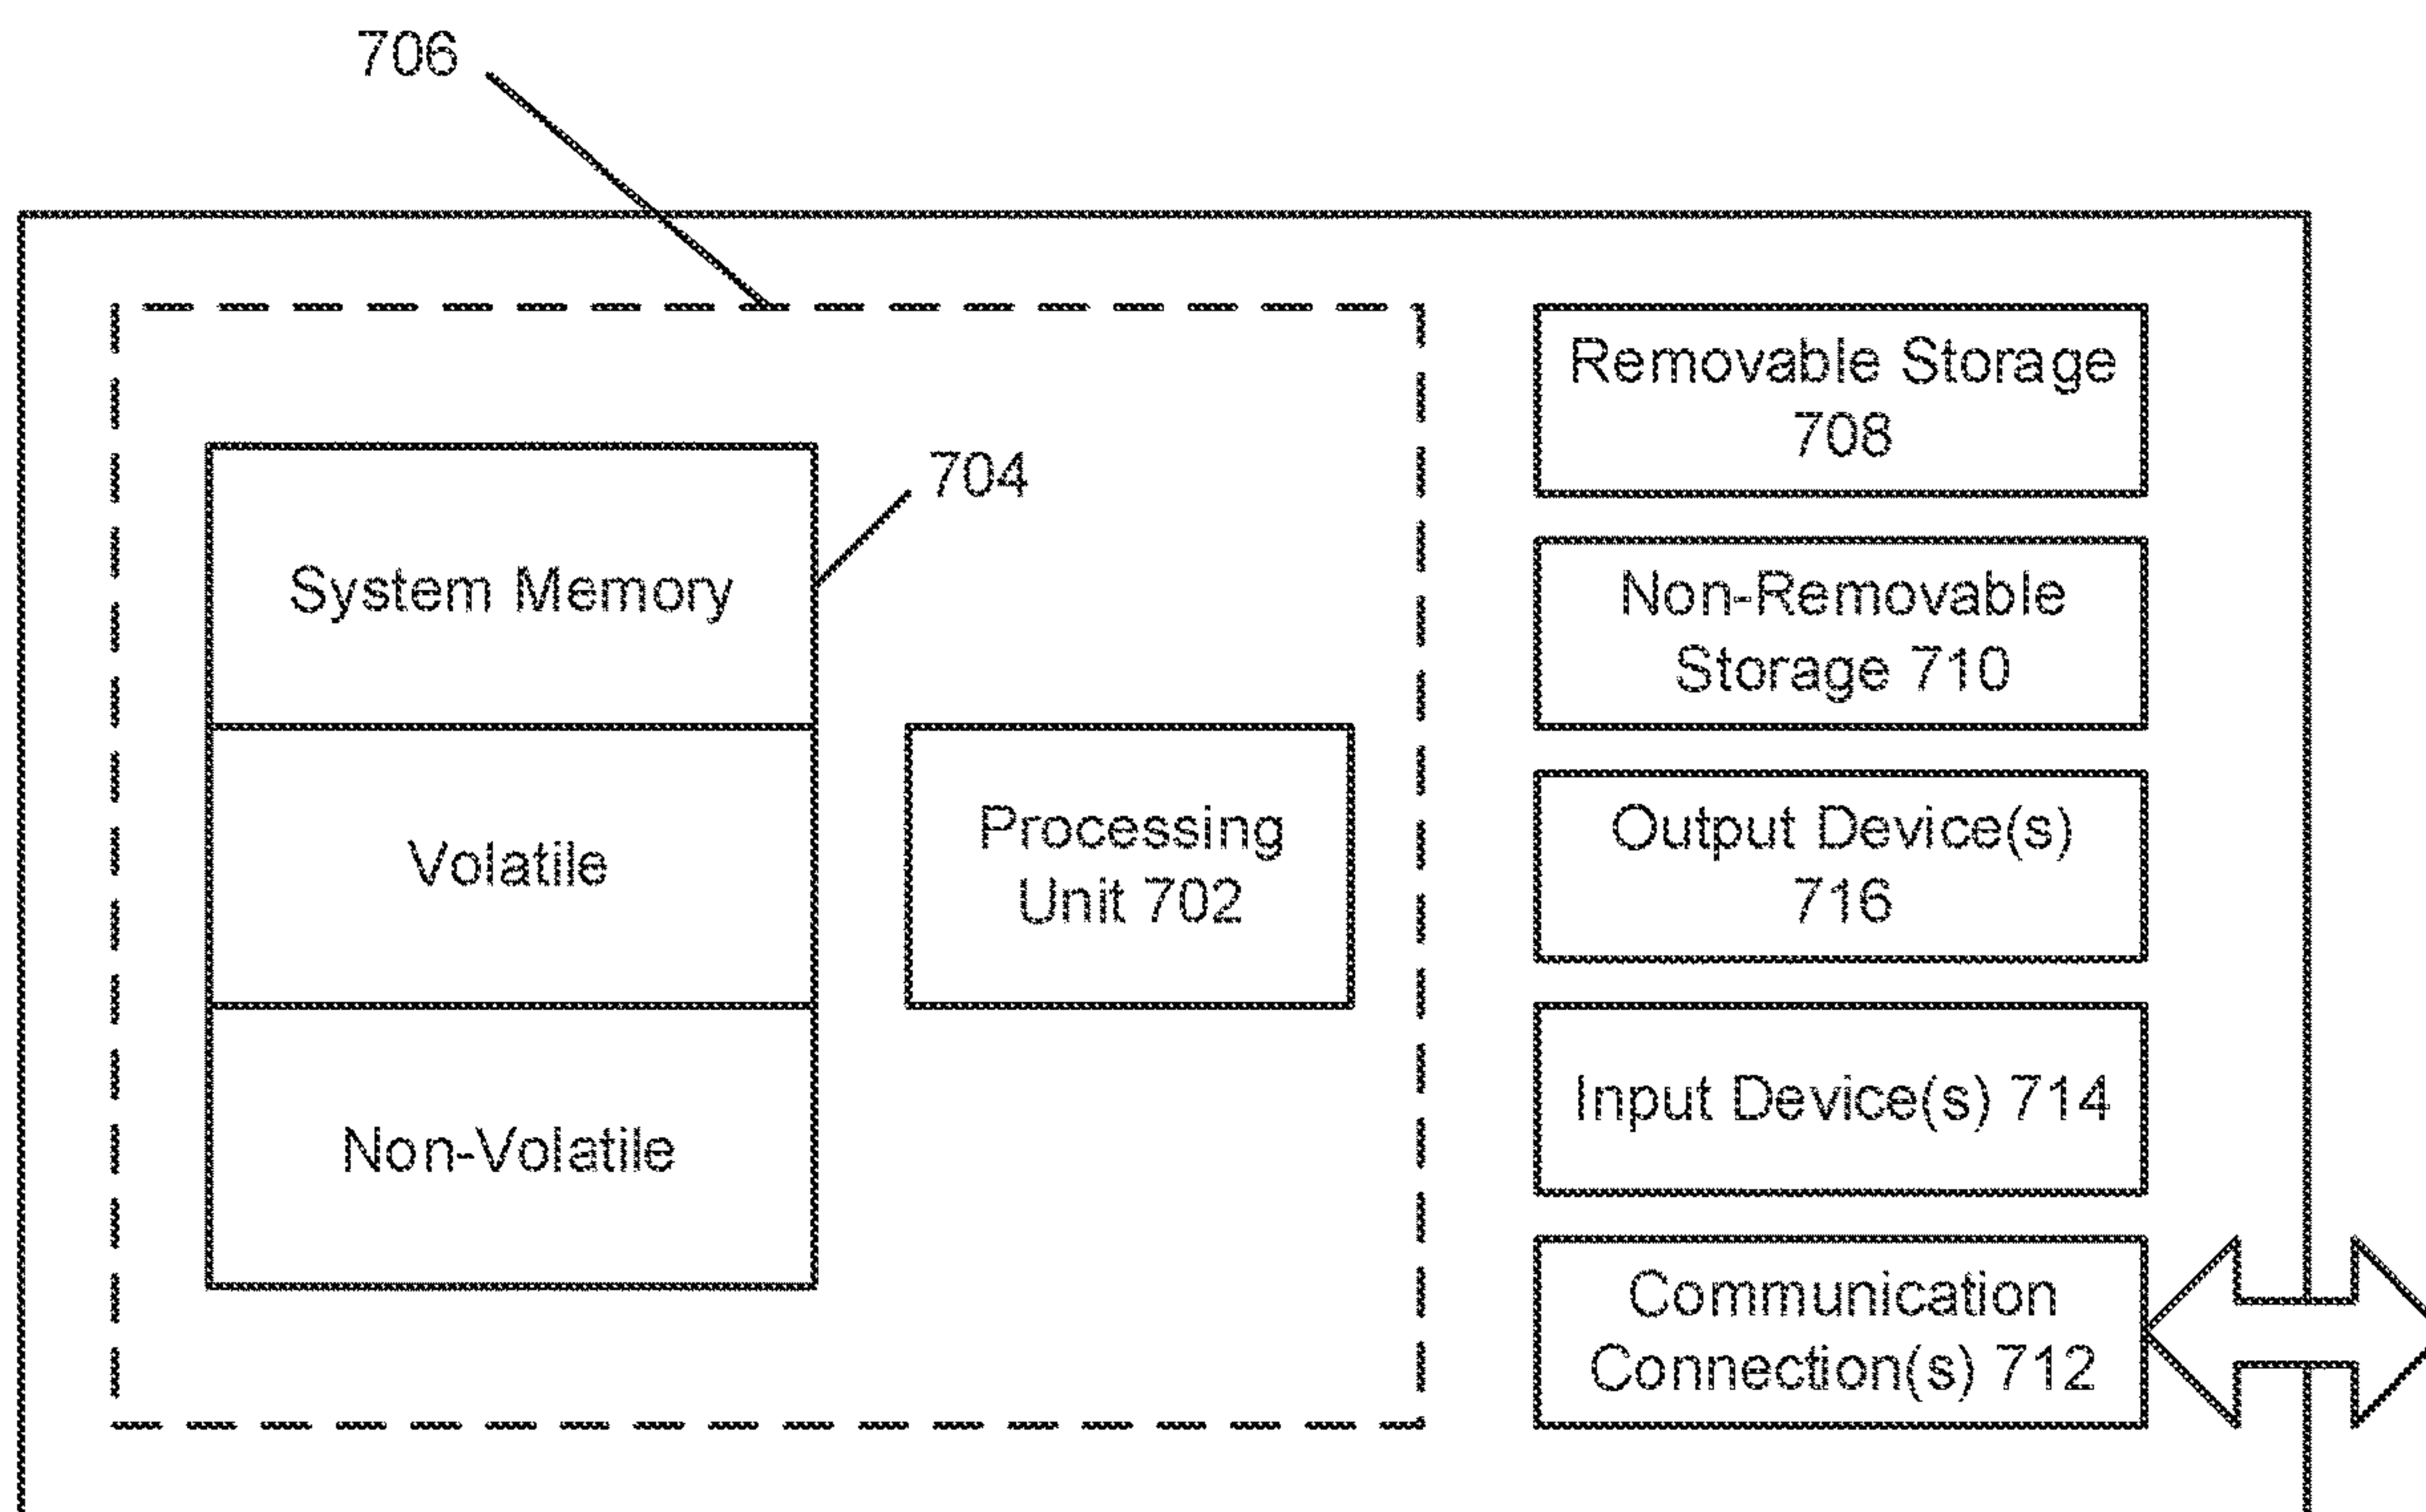 706
704
System Memory
Volatile
Non-Volatile
Processing
Unit 702
Removable Storage
708
Non-Removable
Storage 710
Output Device(s)
716
Input Device(s) 714
Communication
Connection(s) 712